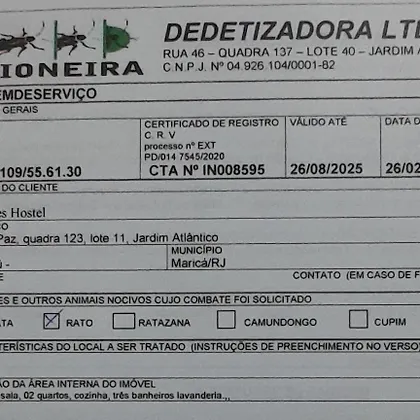 IONEIRA
DEDETIZADORA LTD
RUA 46 – QUADRA 137 – LOTE 40 – JARDIM
C.N.P.J. Nº 04.926.104/0001-82
EMDESERVIÇO
GERAIS
CERTIFICADO DE REGISTRO
C. R. V
processo nº EXT
PD/014 7545/2020
CTA Nº IN008595
VÁLIDO ATÉ
26/08/2025
DATA D
26/02
109/55.61.30
DO CLIENTE
es Hostel
ÇO
Paz, quadra 123, lote 11, Jardim Atlântico
MUNICÍPIO
Maricá/RJ
CONTATO (EM CASO DE F
ES E OUTROS ANIMAIS NOCIVOS CUJO COMBATE FOI SOLICITADO
ATA RATO RATAZANA CAMUNDONGO CUPIM
TERÍSTICAS DO LOCAL A SER TRATADO (INSTRUÇÕES DE PREENCHIMENTO NO VERSO)
ÃO DA ÁREA INTERNA DO IMÓVEL
sala, 02 quartos, cozinha, três banheiros lavanderia.,,